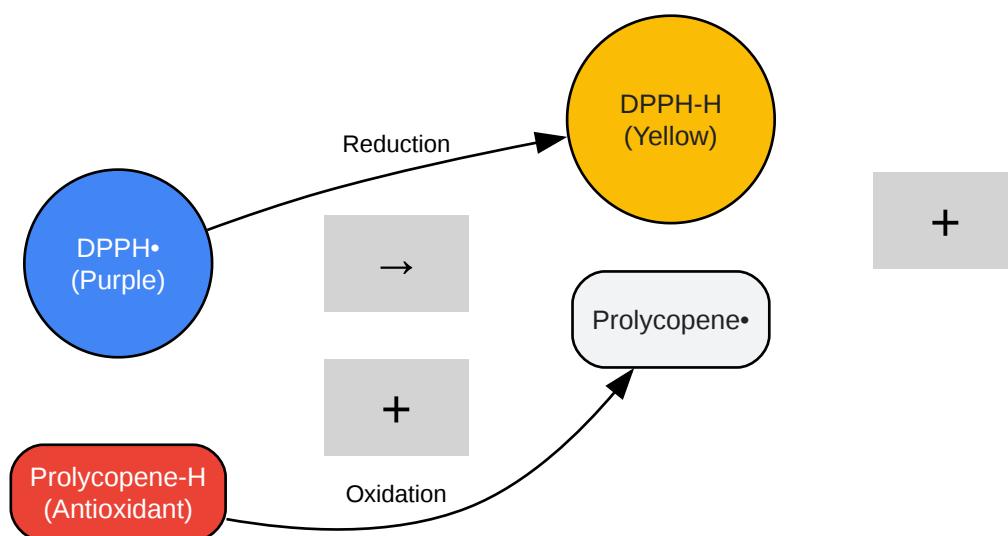 DPPH-H
(Yellow)
Reduction
+
DPPH•
(Purple)
→
Prolycopene•
+
Prolycopene-H
(Antioxidant)
Oxidation